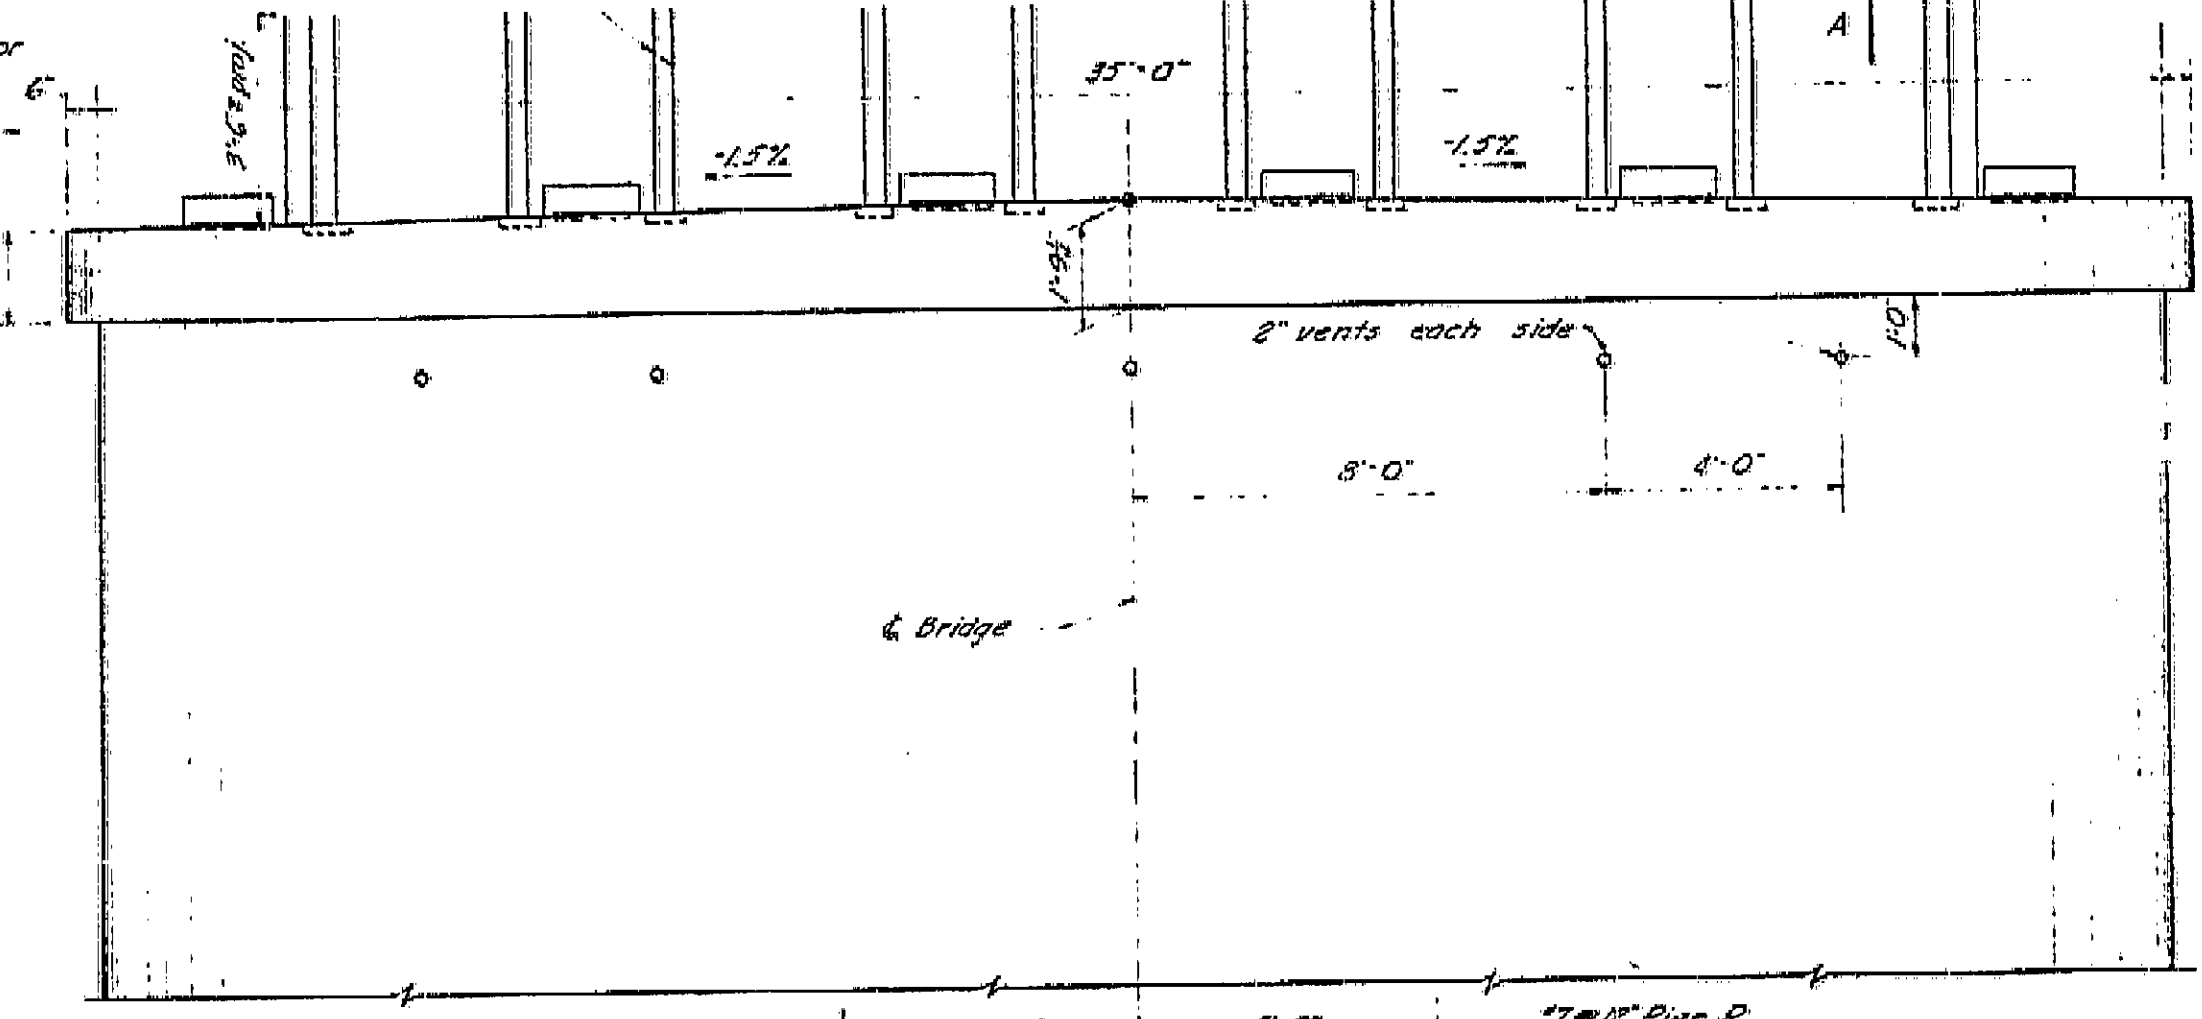 or
6"
3'-6" proj.
35'-0"
A
-1.5%
-1.5%
1'-9½"
2" vents each side
1'-0
8'-0"
4'-0"
℄ Bridge